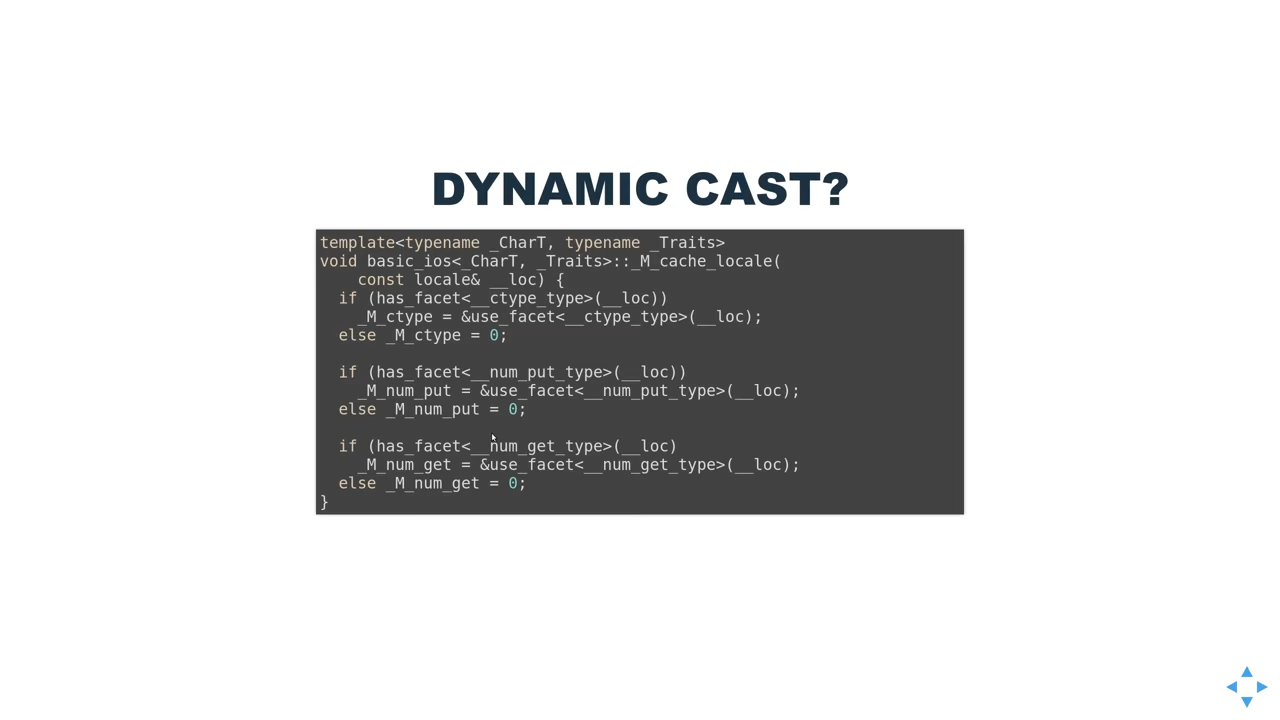 DYNAMIC CAST?
template<typename _CharT, typename _Traits>
void basic_ios<_CharT, _Traits>::_M_cache_locale(
    const locale& __loc) {
  if (has_facet<__ctype_type>(__loc))
    _M_ctype = &use_facet<__ctype_type>(__loc);
  else _M_ctype = 0;

  if (has_facet<__num_put_type>(__loc))
    _M_num_put = &use_facet<__num_put_type>(__loc);
  else _M_num_put = 0;

  if (has_facet<__num_get_type>(__loc)
    _M_num_get = &use_facet<__num_get_type>(__loc);
  else _M_num_get = 0;
}